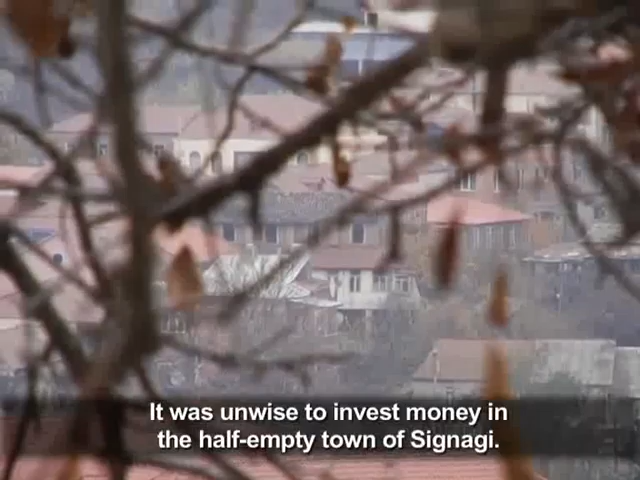 It was unwise to invest money in
the half-empty town of Signagi.